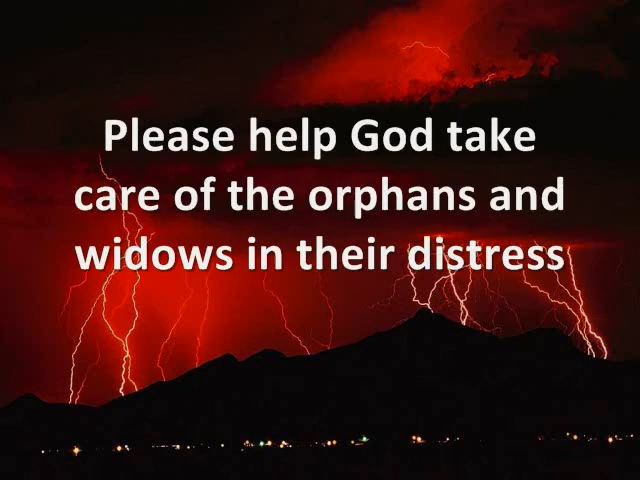 Please help God take
care of the orphans and
widows in their distress